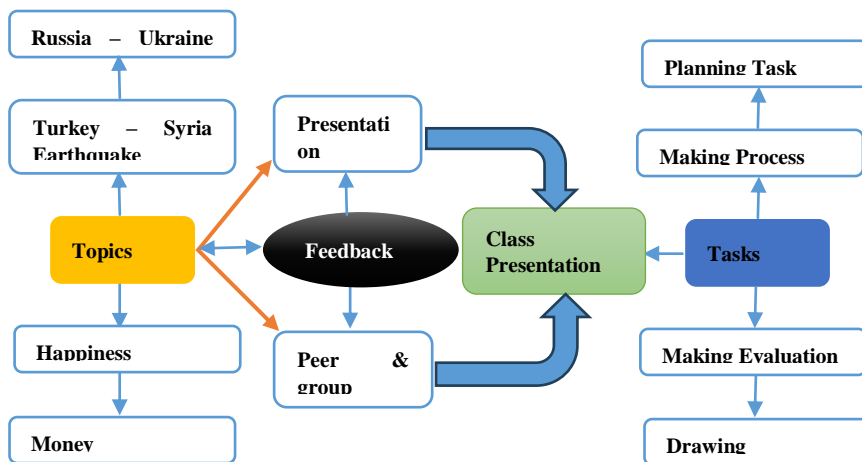 Russia – Ukraine
Turkey – Syria
Earthquake
Topics
Happiness
Money
Presentati
on
Feedback
Peer &
group
Class
Presentation
Planning Task
Making Process
Tasks
Making Evaluation
Drawing